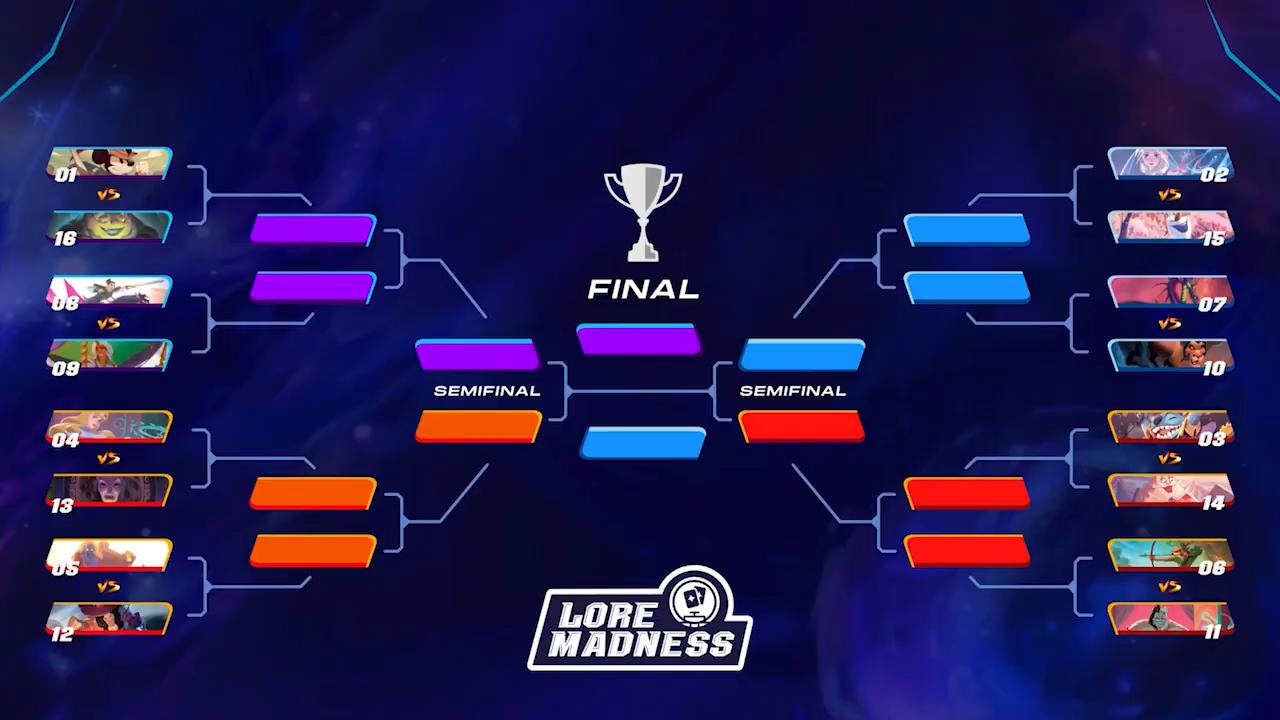 01
VS
16
08
VS
09
04
VS
13
05
VS
12
FINAL
SEMIFINAL
SEMIFINAL
02
VS
15
07
VS
10
03
VS
14
06
VS
11
LORE
MADNESS